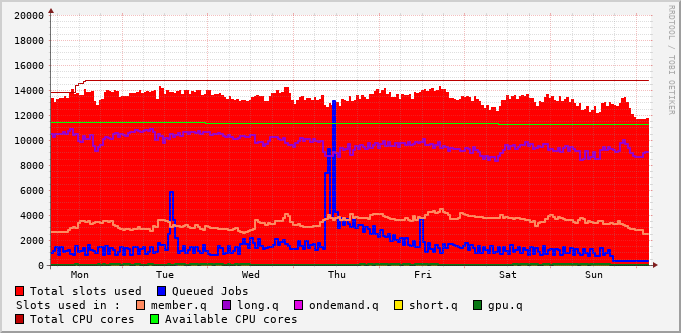 RRDTOOL / TOBI OETIKER
20000
18000
16000
14000
12000
10000
8000
6000
4000
2000
0
Mon Tue Wed Thu Fri Sat Sun
Total slots used Queued Jobs
Slots used in : member.q long.q ondemand.q short.q gpu.q
Total CPU cores Available CPU cores